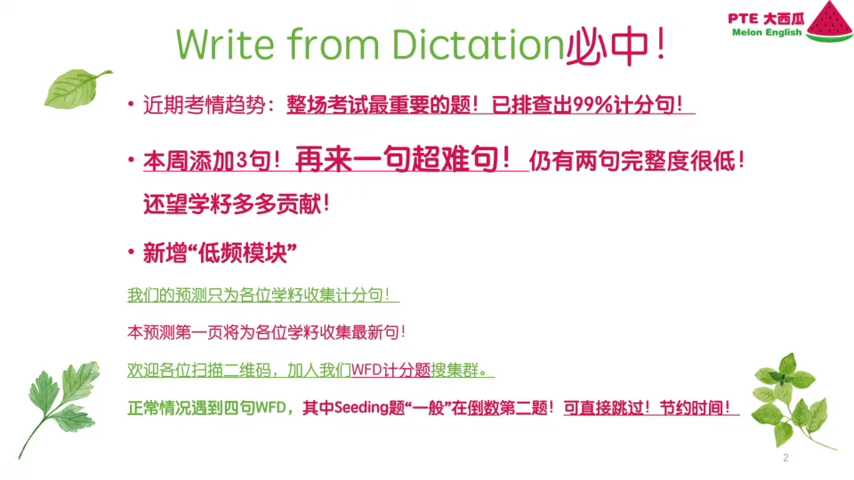 PTE 大西瓜
Melon English
Write from Dictation必中！
• 近期考情趋势：整场考试最重要的题！已排查出99%计分句！
• 本周添加3句！再来一句超难句！仍有两句完整度很低！
还望学籽多多贡献！
• 新增“低频模块”
我们的预测只为各位学籽收集计分句！
本预测第一页将为各位学籽收集最新句！
欢迎各位扫描二维码，加入我们WFD计分题搜集群。
正常情况遇到四句WFD，其中Seeding题“一般”在倒数第二题！可直接跳过！节约时间！
2